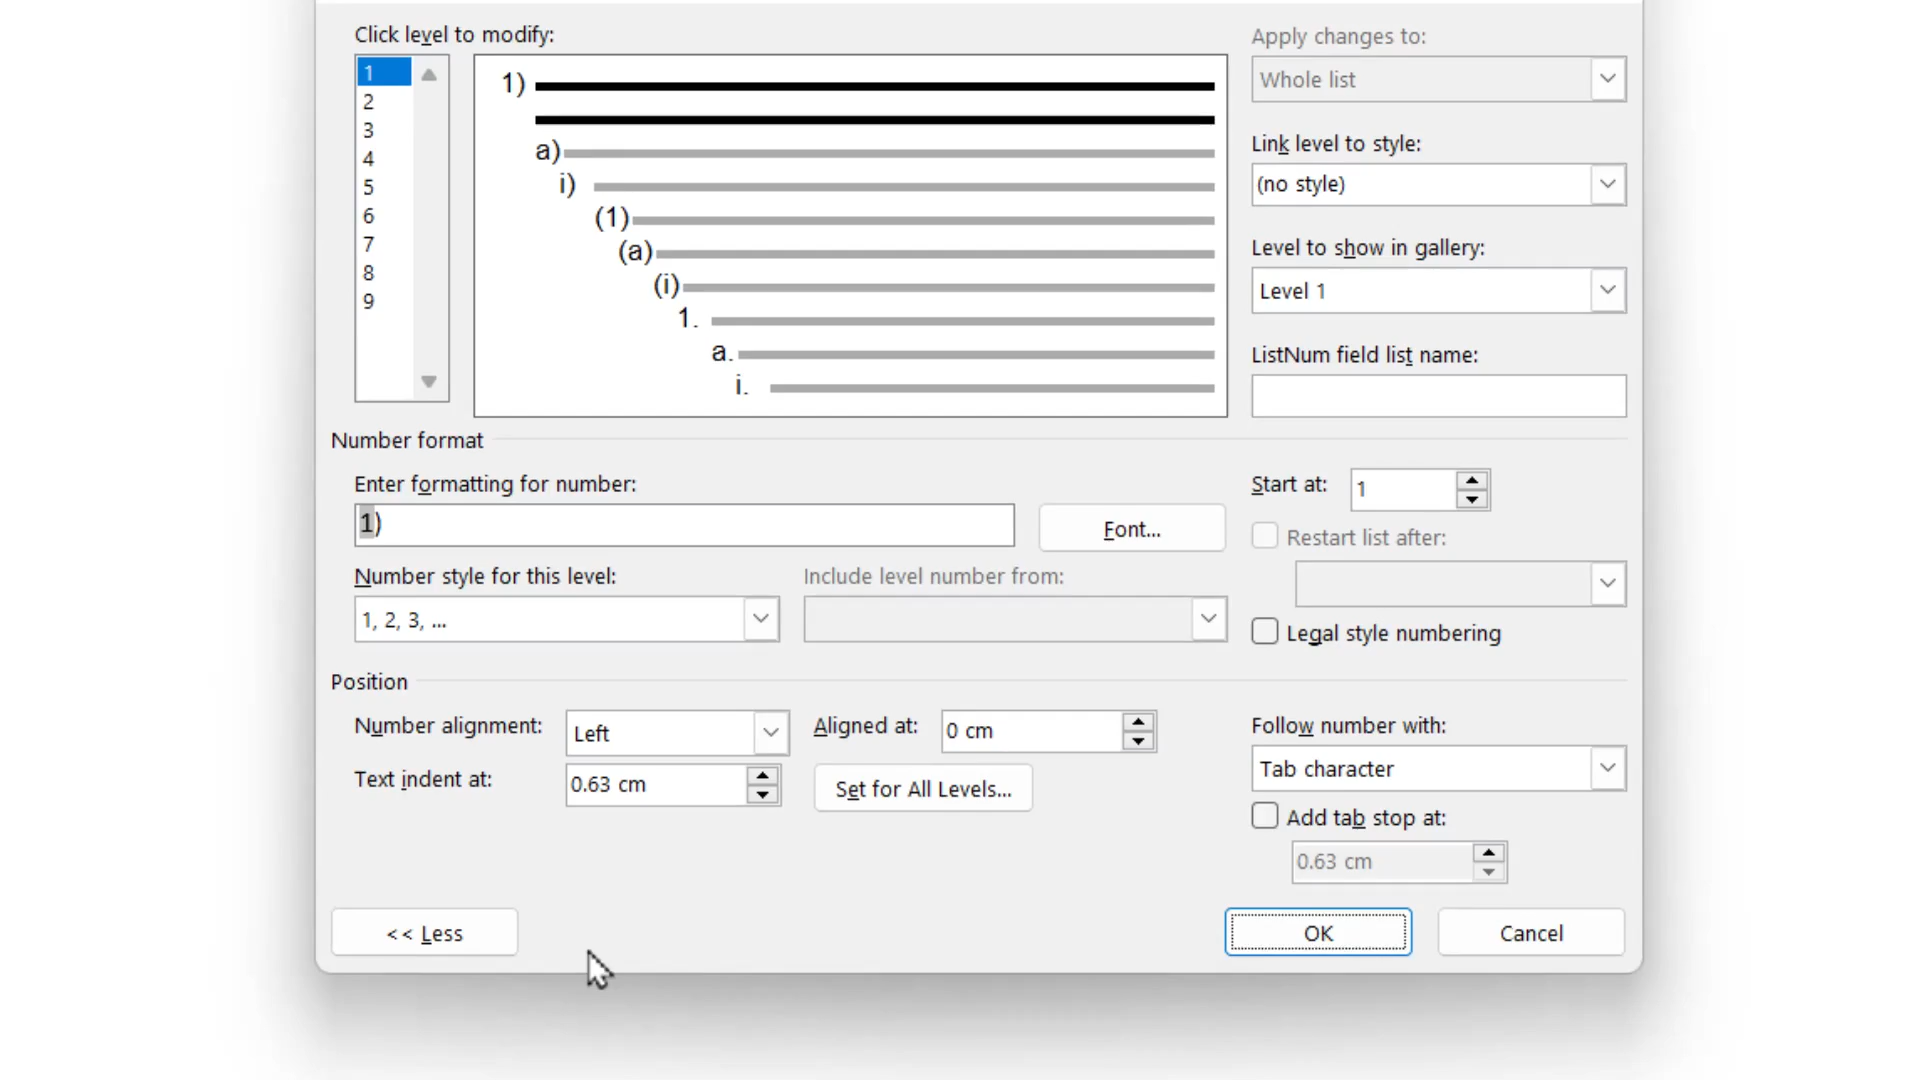 Click level to modify:
1
2
3
4
5
6
7
8
9
1)
a)
i)
(1)
(a)
(i)
1.
a.
i.
Apply changes to:
Whole list
Link level to style:
(no style)
Level to show in gallery:
Level 1
ListNum field list name:
Number format
Enter formatting for number:
1)
Font...
Start at: 1
Restart list after:
Number style for this level:
1, 2, 3, ...
Include level number from:
Legal style numbering
Position
Number alignment: Left
Aligned at: 0 cm
Text indent at: 0.63 cm
Set for All Levels...
Follow number with:
Tab character
Add tab stop at:
0.63 cm
<< Less
OK
Cancel